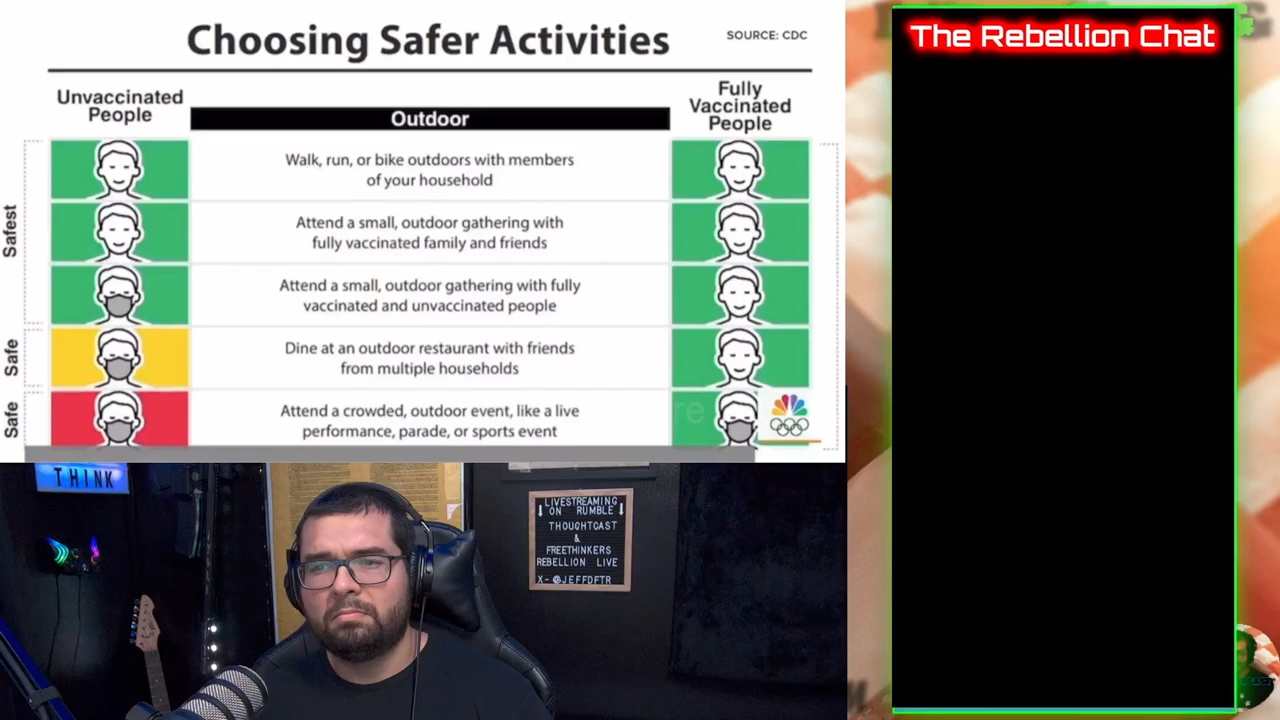 Choosing Safer Activities
SOURCE: CDC
Unvaccinated
People
Outdoor
Fully
Vaccinated
People
Safest
Walk, run, or bike outdoors with members
of your household
Attend a small, outdoor gathering with
fully vaccinated family and friends
Attend a small, outdoor gathering with fully
vaccinated and unvaccinated people
Safe
Dine at an outdoor restaurant with friends
from multiple households
Safe
Attend a crowded, outdoor event, like a live
performance, parade, or sports event
re
The Rebellion Chat
THINK
LIVESTREAMING
ON RUMBLE
THOUGHTCAST
&
FREETHINKERS
REBELLION LIVE
X-@JEFFDFTR